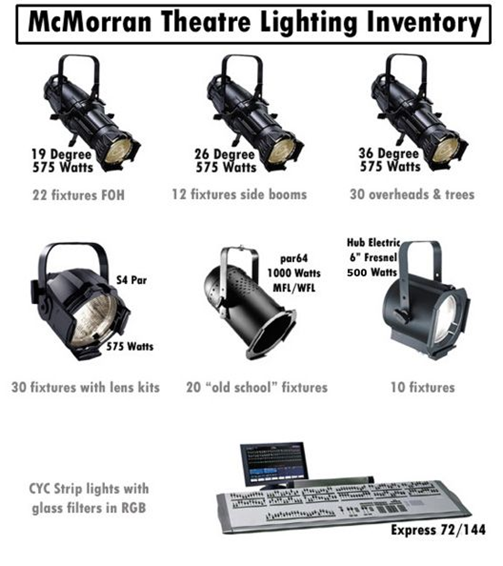 McMorran Theatre Lighting Inventory
19 Degree
575 Watts
26 Degree
575 Watts
36 Degree
575 Watts
22 fixtures FOH
12 fixtures side booms
30 overheads & trees
S4 Par
575 Watts
par64
1000 Watts
MFL/WFL
Hub Electric
6" Fresnel
500 Watts
30 fixtures with lens kits
20 “old school” fixtures
10 fixtures
CYC Strip lights with
glass filters in RGB
Express 72/144